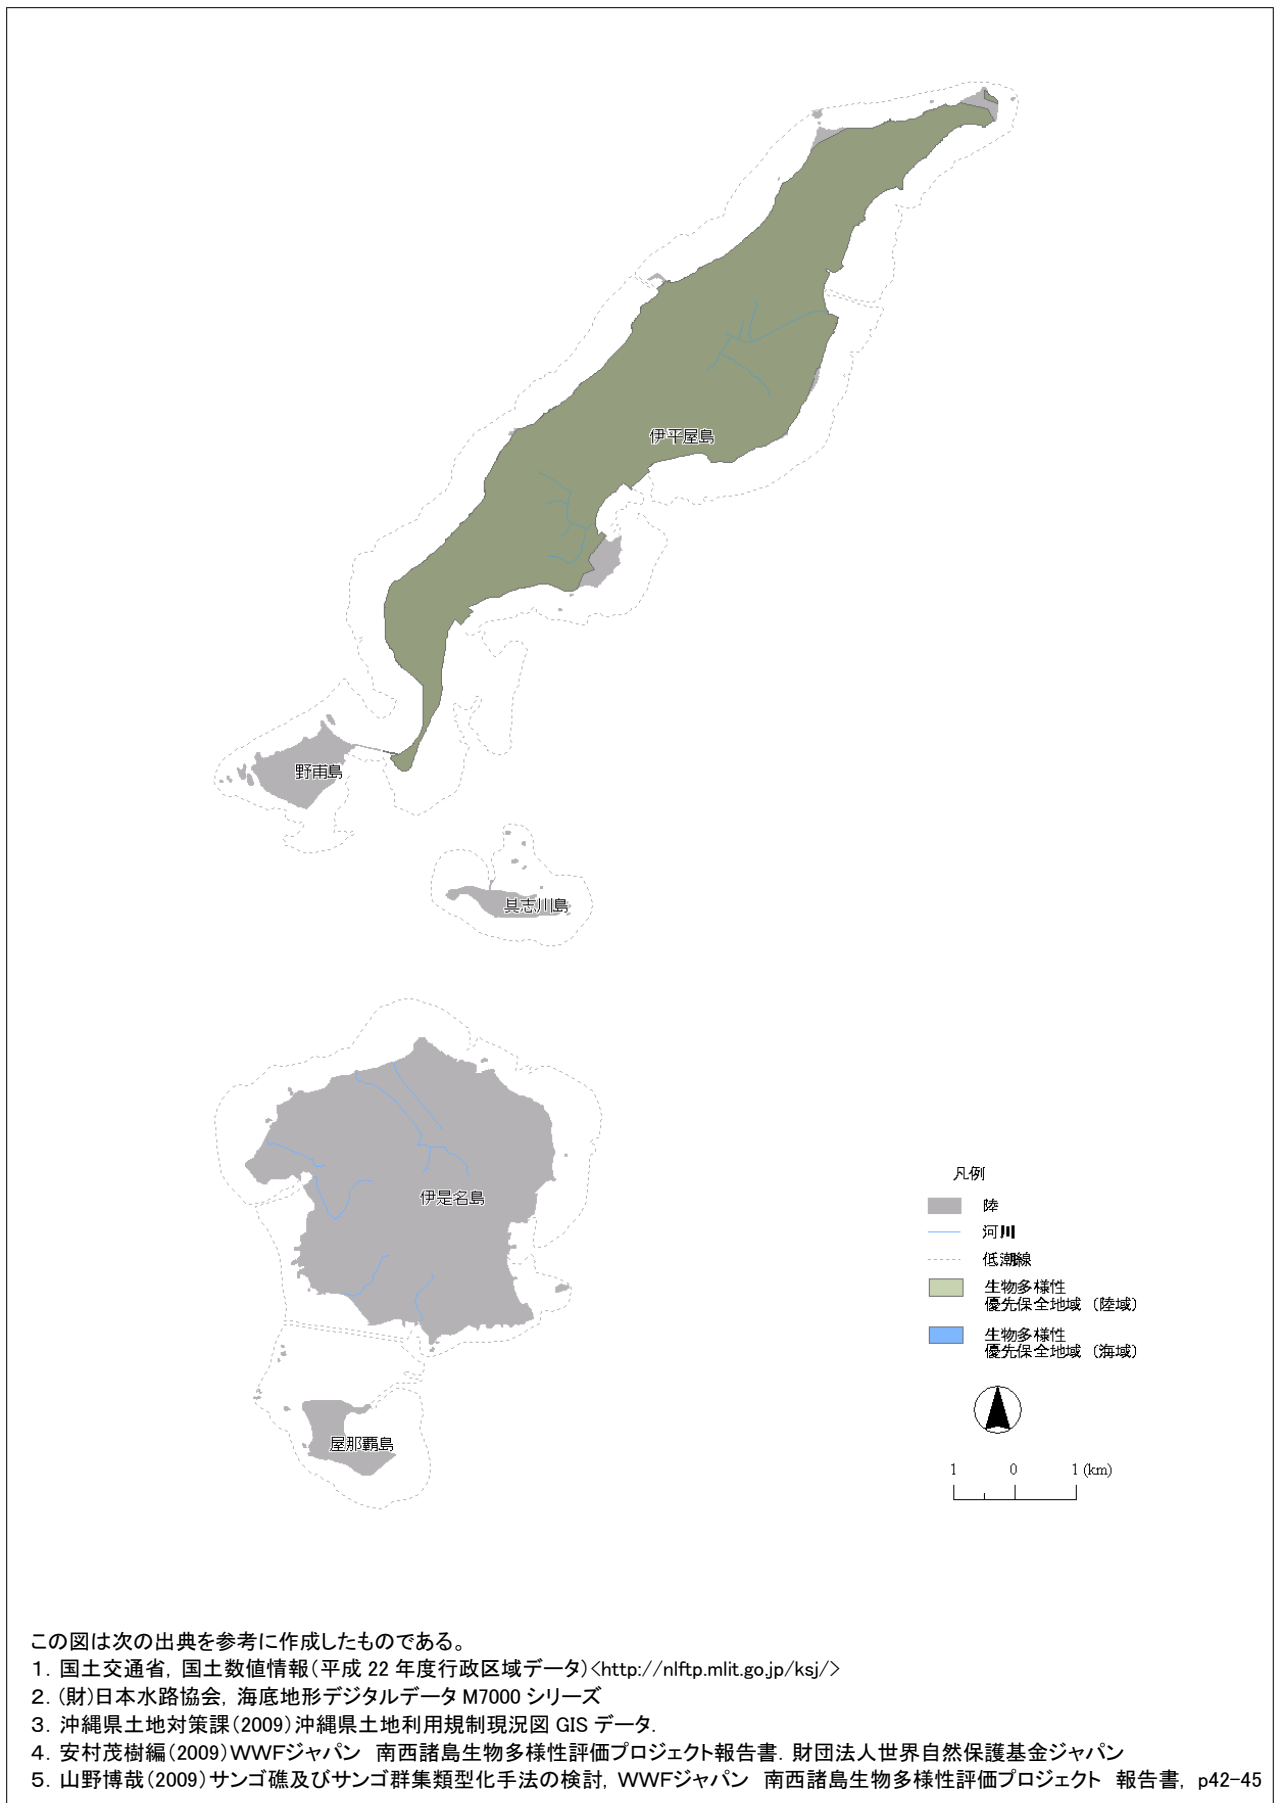 伊平屋島
野甫島
具志川島
伊是名島
屋那覇島
凡例
陸
河川
低潮線
生物多様性
優先保全地域 (陸域)
生物多様性
優先保全地域 (海域)
1 0 1 (km)
この図は次の出典を参考に作成したものである。
1. 国土交通省, 国土数値情報(平成 22 年度行政区域データ)<http://nlftp.mlit.go.jp/ksj/>
2. (財)日本水路協会, 海底地形デジタルデータ M7000 シリーズ
3. 沖縄県土地対策課(2009)沖縄県土地利用規制現況図 GIS データ.
4. 安村茂樹編(2009)WWFジャパン 南西諸島生物多様性評価プロジェクト報告書. 財団法人世界自然保護基金ジャパン
5. 山野博哉(2009)サンゴ礁及びサンゴ群集類型化手法の検討, WWFジャパン 南西諸島生物多様性評価プロジェクト 報告書, p42-45